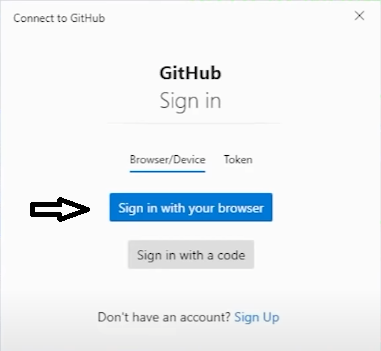 Connect to GitHub
GitHub
Sign in
Browser/Device Token
Sign in with your browser
Sign in with a code
Don't have an account? Sign Up